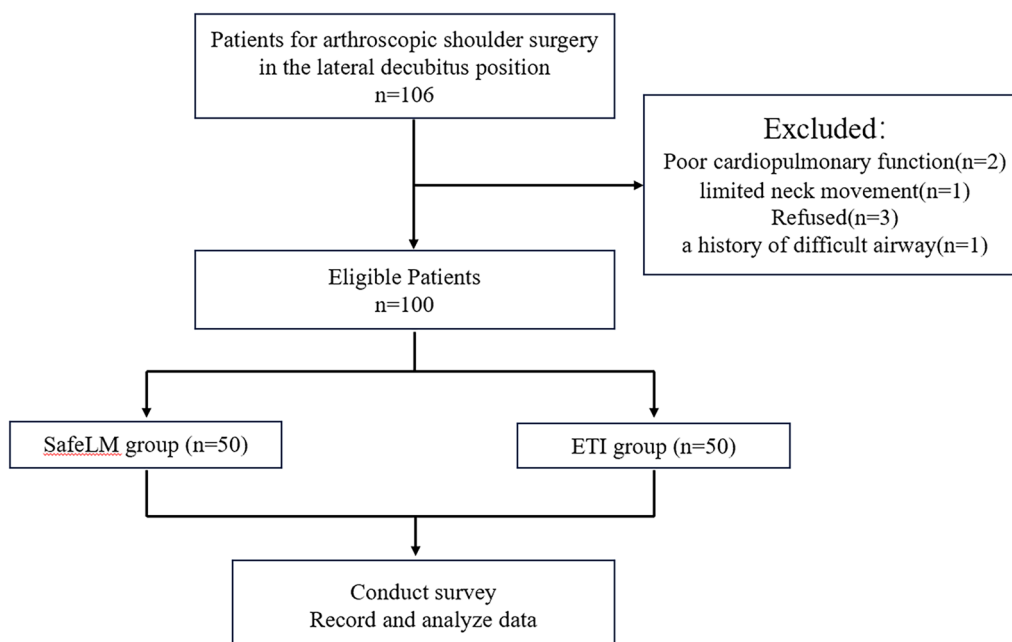 Patients for arthroscopic shoulder surgery
in the lateral decubitus position
n=106
Excluded：
Poor cardiopulmonary function(n=2)
limited neck movement(n=1)
Refused(n=3)
a history of difficult airway(n=1)
Eligible Patients
n=100
SafeLM group (n=50)
ETI group (n=50)
Conduct survey
Record and analyze data